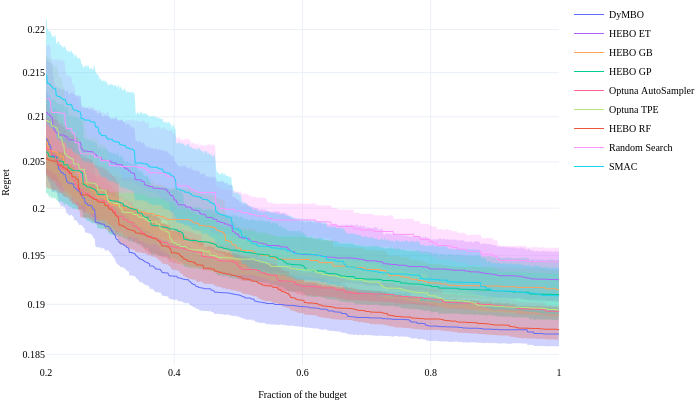 0.22
0.215
0.21
0.205
0.2
0.195
0.19
0.185
Regret
0.2 0.4 0.6 0.8 1
Fraction of the budget
DyMBO
HEBO ET
HEBO GB
HEBO GP
Optuna AutoSampler
Optuna TPE
HEBO RF
Random Search
SMAC